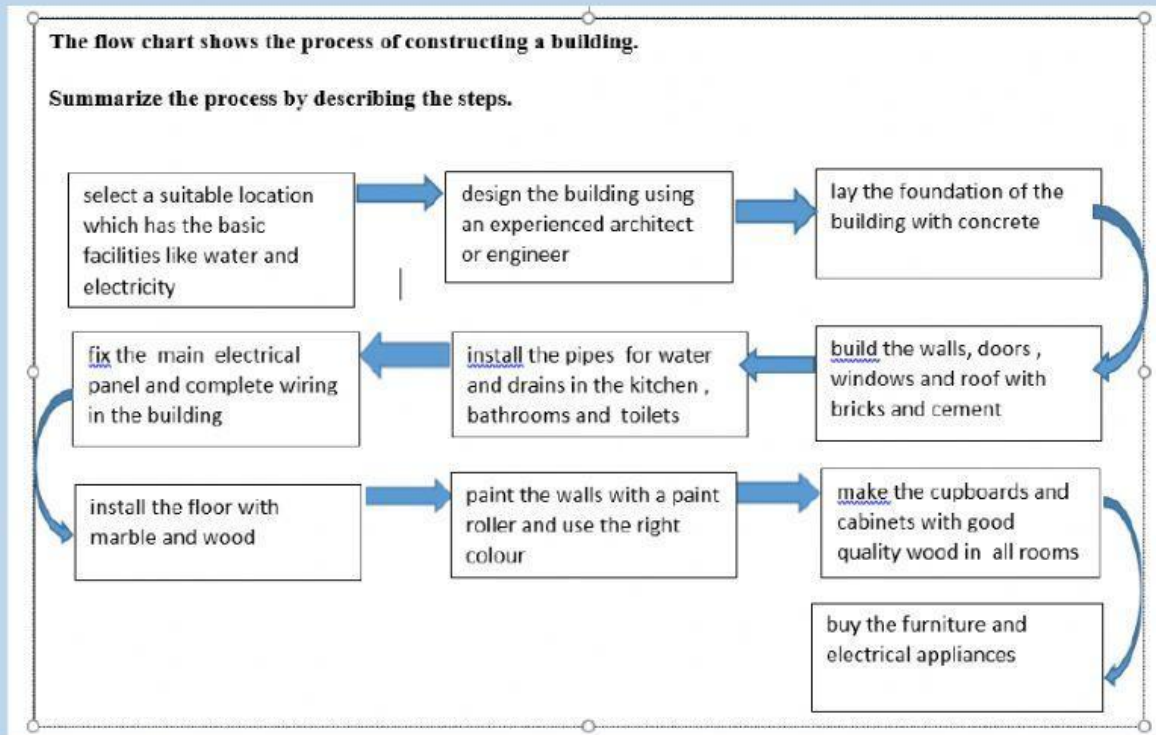 The flow chart shows the process of constructing a building.
Summarize the process by describing the steps.
select a suitable location
which has the basic
facilities like water and
electricity
design the building using
an experienced architect
or engineer
lay the foundation of the
building with concrete
build the walls, doors ,
windows and roof with
bricks and cement
install the pipes for water
and drains in the kitchen ,
bathrooms and toilets
fix the main electrical
panel and complete wiring
in the building
install the floor with
marble and wood
paint the walls with a paint
roller and use the right
colour
make the cupboards and
cabinets with good
quality wood in all rooms
buy the furniture and
electrical appliances